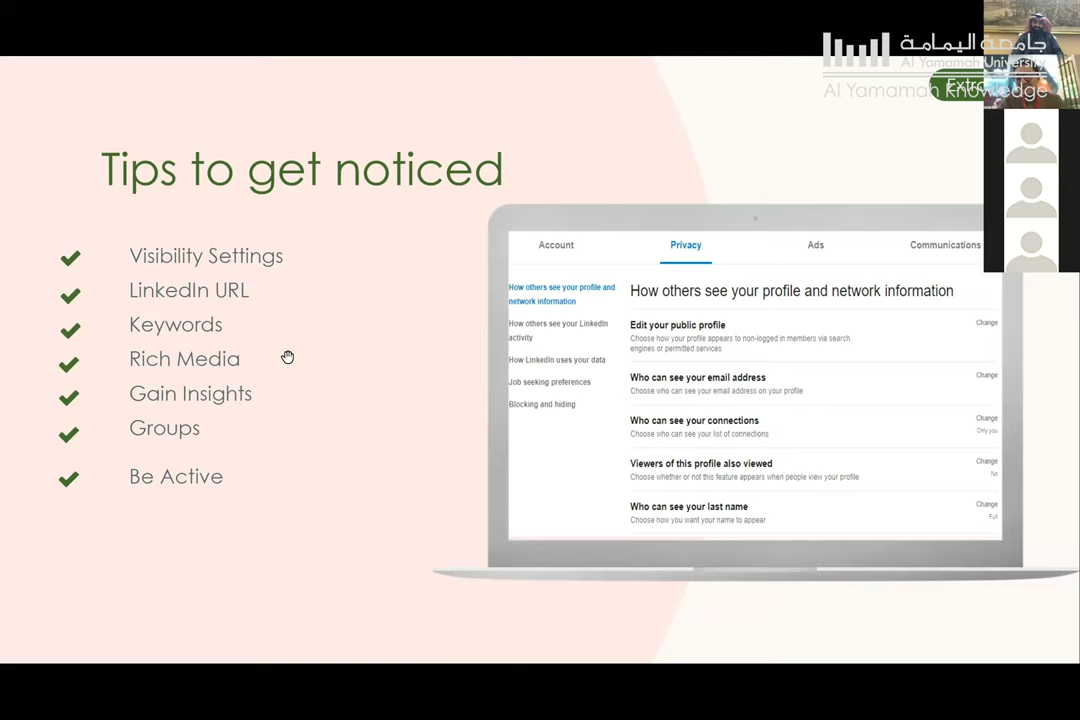 جامعة اليمامة
Al Yamamah University
Al Yamamah Knowledge
Tips to get noticed
Visibility Settings
LinkedIn URL
Keywords
Rich Media
Gain Insights
Groups
Be Active
Account
Privacy
Ads
Communications
How others see your profile and
network information
How others see your LinkedIn
activity
How LinkedIn uses your data
Job seeking preferences
Blocking and hiding
How others see your profile and network information
Edit your public profile
Change
Choose how your profile appears to non-logged in members via search
engines or permitted services
Who can see your email address
Change
Choose who can see your email address on your profile
Who can see your connections
Change
Choose who can see your list of connections
Only you
Viewers of this profile also viewed
Change
Choose whether or not this feature appears when people view your profile
No
Who can see your last name
Change
Choose how you want your name to appear
Full